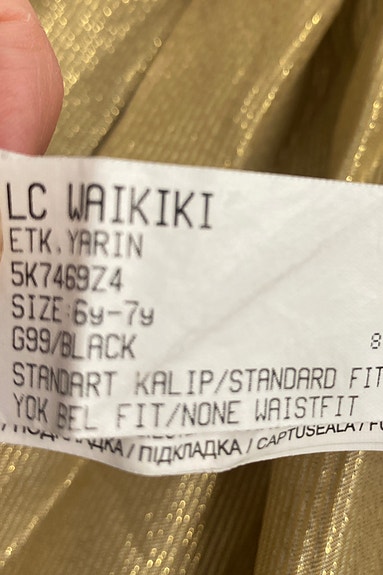 LC WAIKIKI
ETK.YARIN
5K7469Z4
SIZE:6y-7y
G99/BLACK
8
STANDART KALIP/STANDARD FIT
YOK BEL FIT/NONE WAISTFIT
/ ПІДКЛАДКА / CAPTUSEALA /